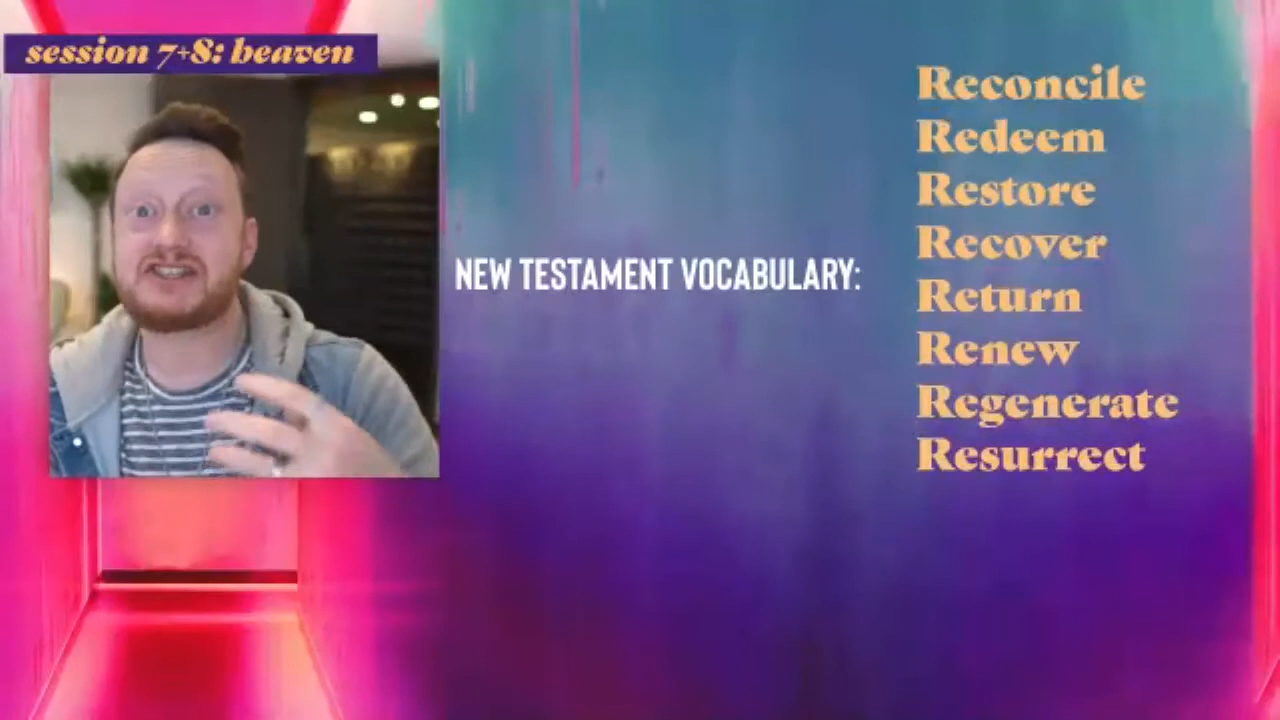 session 7+8: heaven
NEW TESTAMENT VOCABULARY:
Reconcile
Redeem
Restore
Recover
Return
Renew
Regenerate
Resurrect